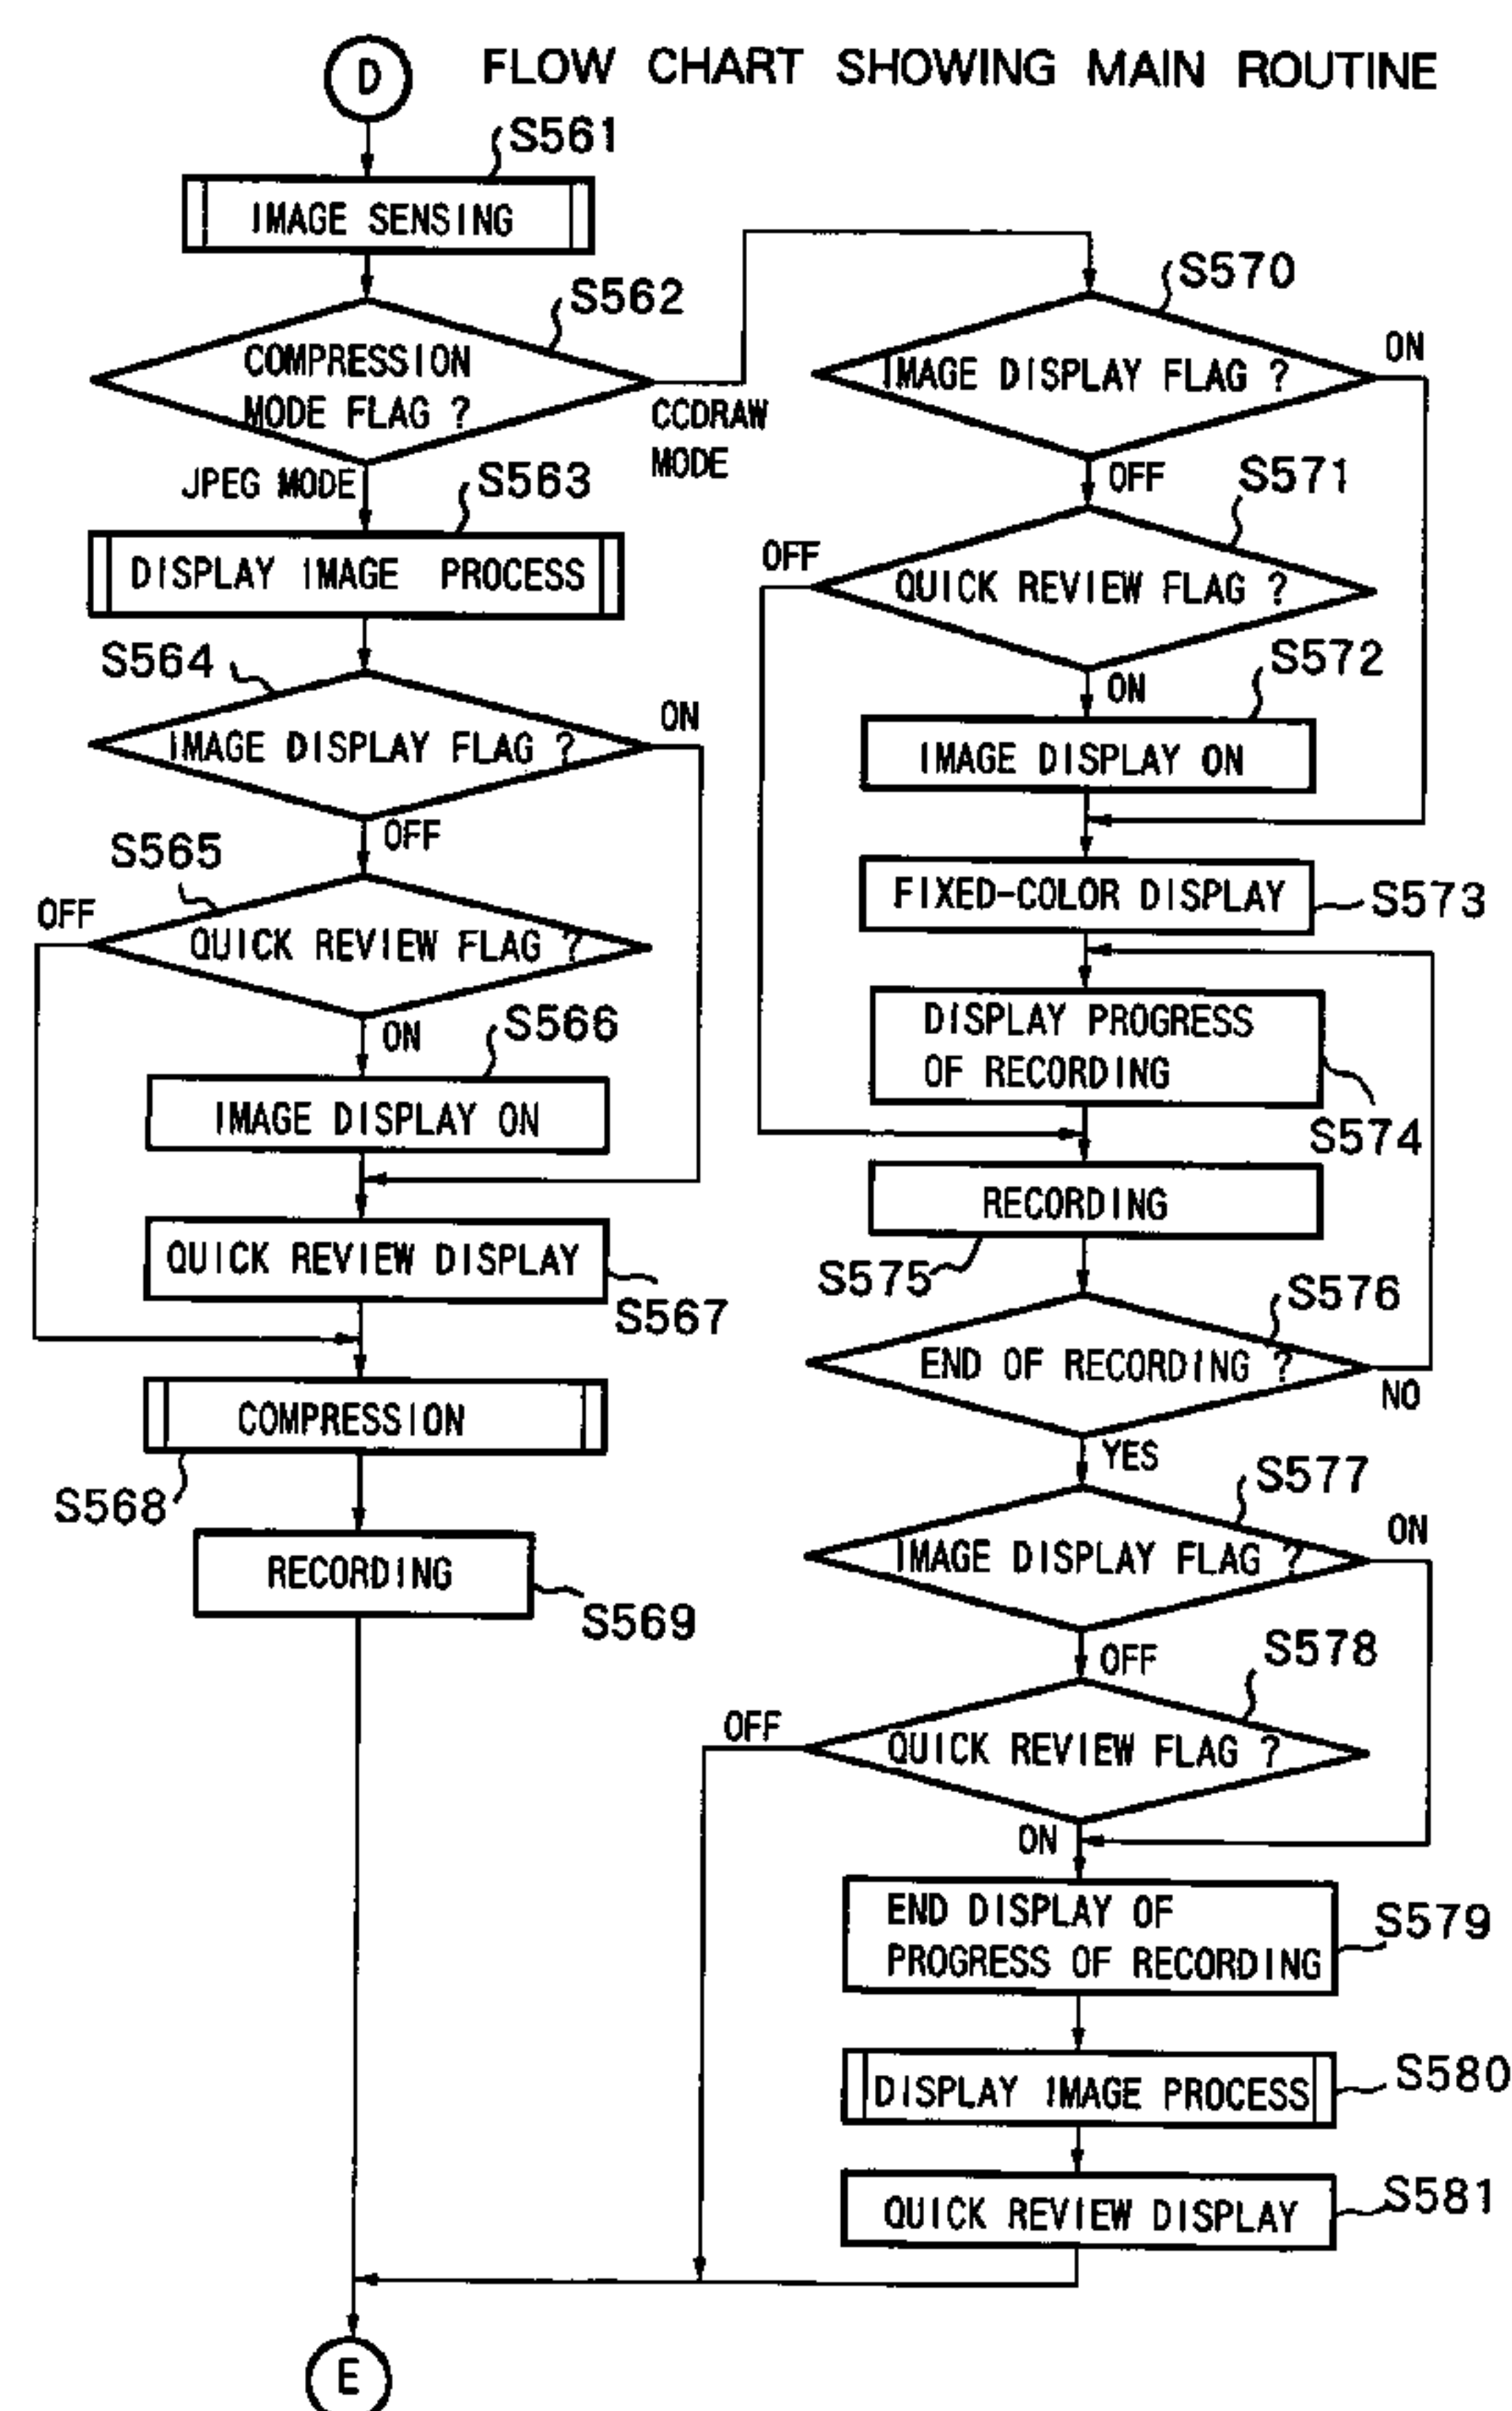 D
FLOW CHART SHOWING MAIN ROUTINE
S561
IMAGE SENSING
S562
COMPRESSION
MODE FLAG ?
CCDRAW
MODE
JPEG MODE
S563
DISPLAY IMAGE PROCESS
S564
IMAGE DISPLAY FLAG ?
ON
OFF
S565
OFF
QUICK REVIEW FLAG ?
ON
S566
IMAGE DISPLAY ON
QUICK REVIEW DISPLAY
S567
COMPRESSION
S568
RECORDING
S569
S570
IMAGE DISPLAY FLAG ?
ON
OFF
S571
OFF
QUICK REVIEW FLAG ?
S572
ON
IMAGE DISPLAY ON
FIXED-COLOR DISPLAY
S573
DISPLAY PROGRESS
OF RECORDING
S574
RECORDING
S575
S576
END OF RECORDING ?
NO
YES
S577
IMAGE DISPLAY FLAG ?
ON
OFF
S578
OFF
QUICK REVIEW FLAG ?
ON
END DISPLAY OF
PROGRESS OF RECORDING
S579
DISPLAY IMAGE PROCESS
S580
QUICK REVIEW DISPLAY
S581
E